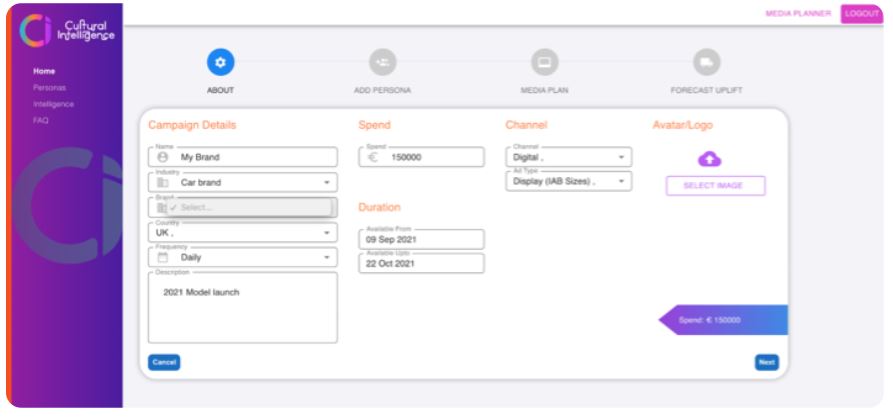 MEDIA PLANNER
LOGOUT
Cultural
Intelligence
Home
Personas
Intelligence
FAQ
ABOUT
ADD PERSONA
MEDIA PLAN
FORECAST UPLIFT
Campaign Details
Name
My Brand
Industry
Car brand
Brand
✓ Select...
Country
UK ,
Frequency
Daily
Description
2021 Model launch
Spend
Spend
€ 150000
Duration
Available From
09 Sep 2021
Available Upto
22 Oct 2021
Channel
Channel
Digital ,
Ad Type
Display (IAB Sizes) ,
Avatar/Logo
SELECT IMAGE
Spend: € 150000
Cancel
Next